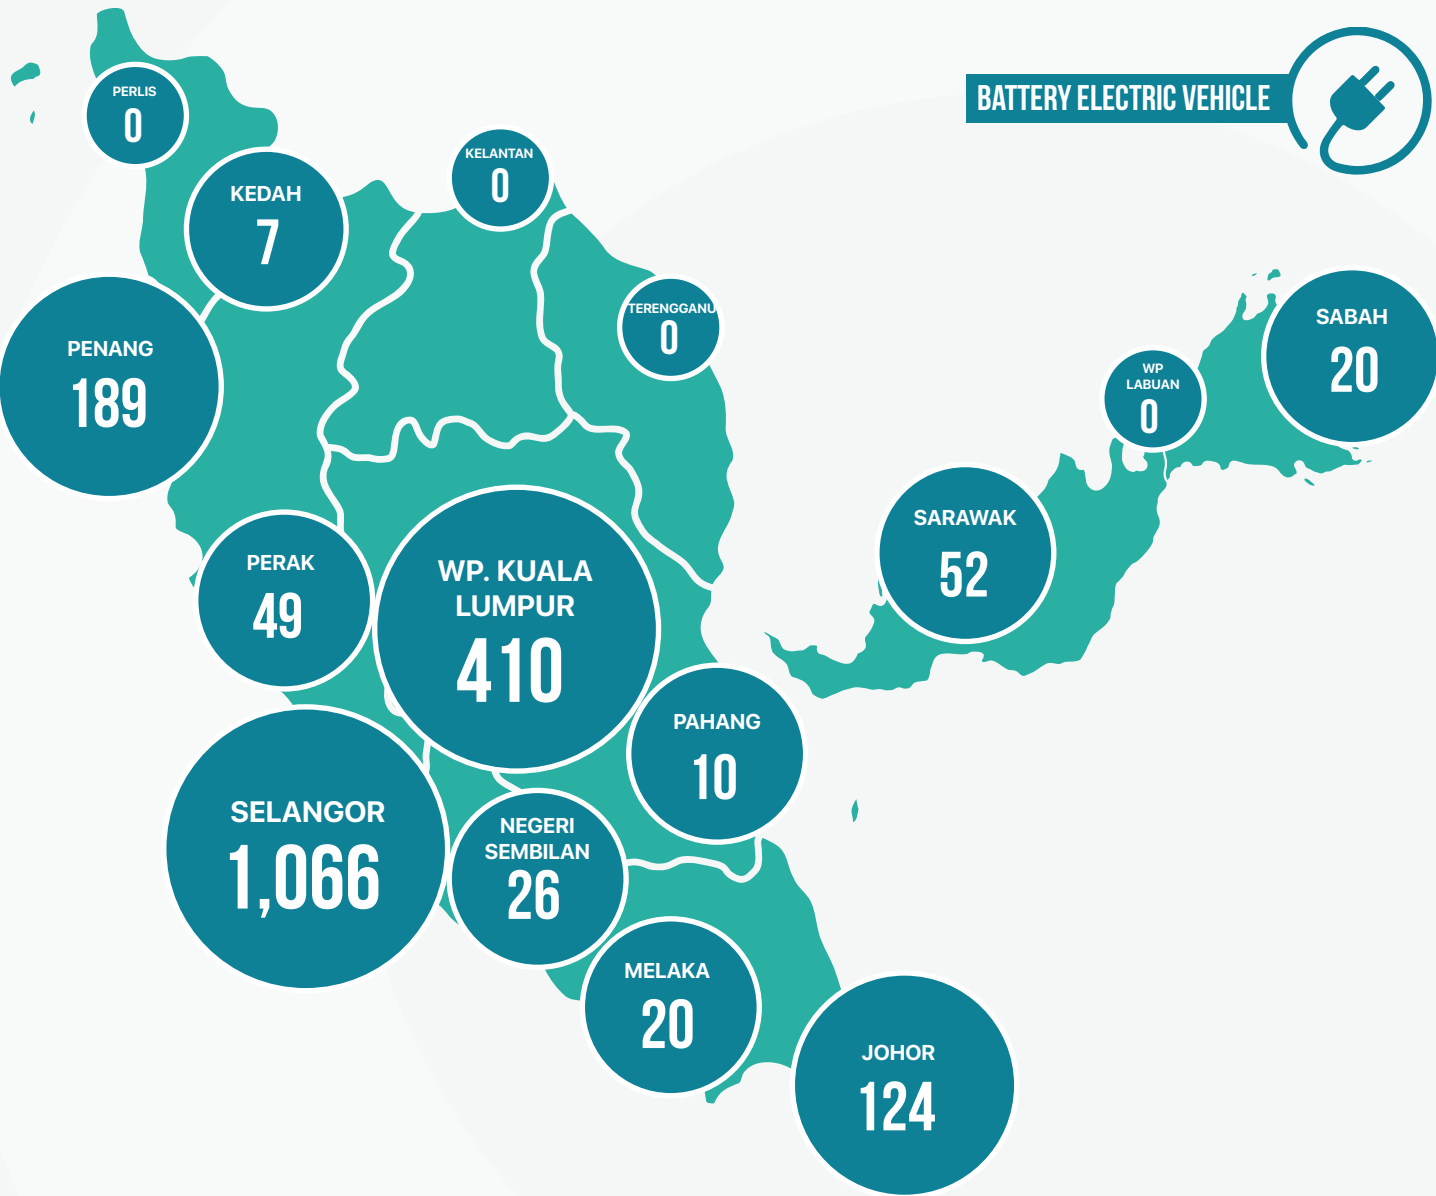 BATTERY ELECTRIC VEHICLE
PERLIS
0
KELANTAN
0
KEDAH
7
TERENGGANU
0
PENANG
189
SABAH
20
WP
LABUAN
0
SARAWAK
52
PERAK
49
WP. KUALA
LUMPUR
410
PAHANG
10
SELANGOR
1,066
NEGERI
SEMBILAN
26
MELAKA
20
JOHOR
124